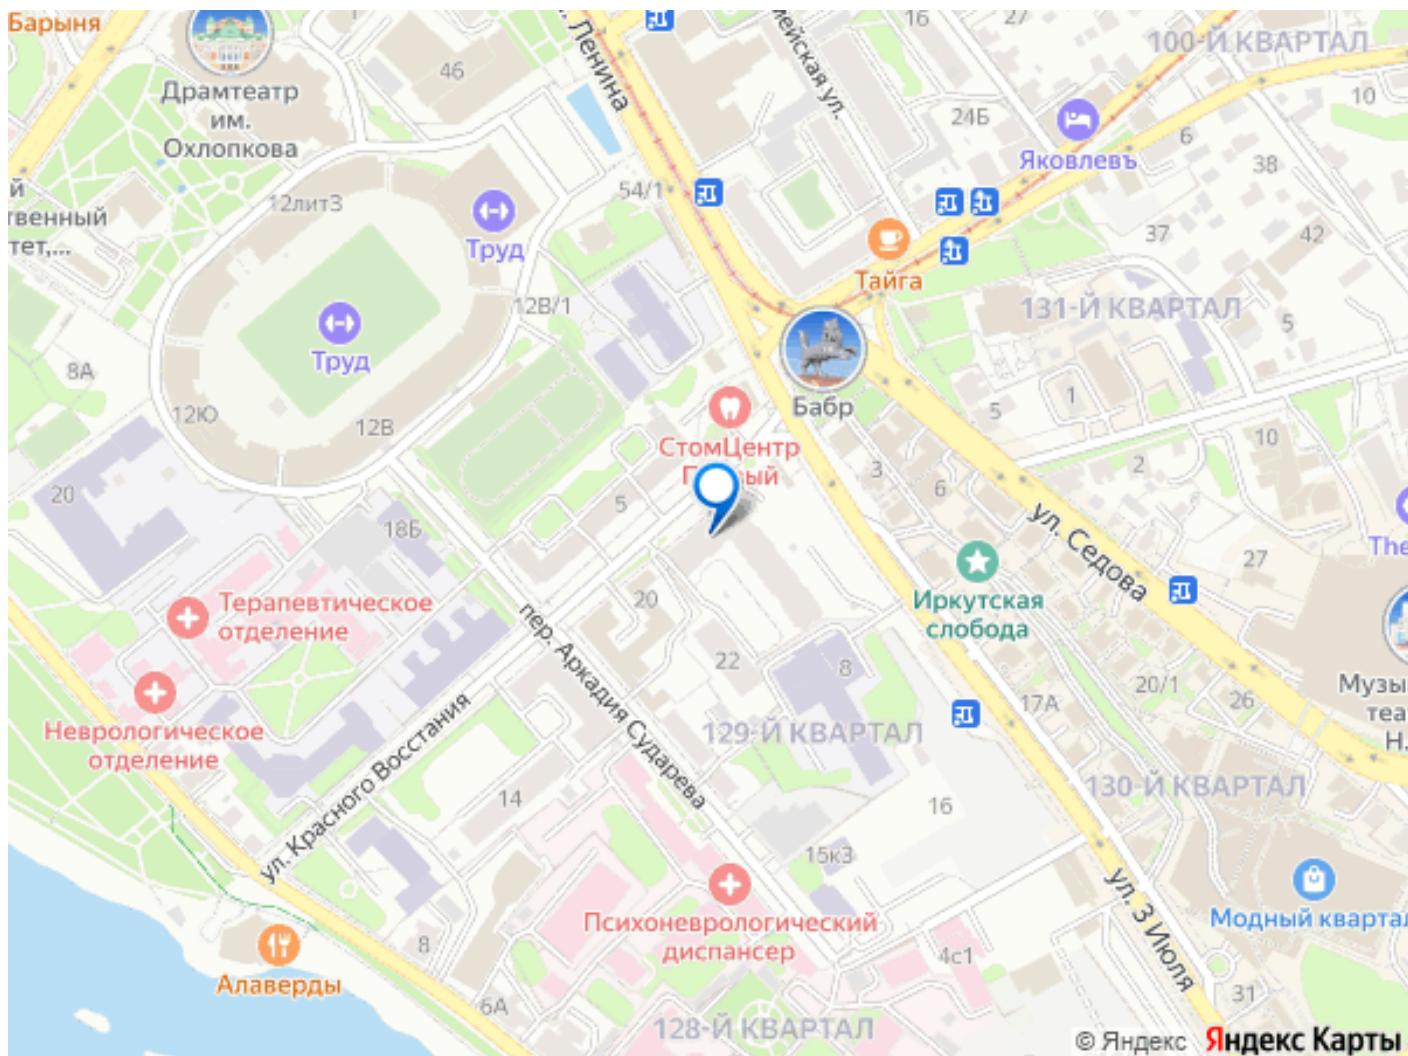 Барыня
Драмтеатр
им.
Охлопкова
46
ул. Ленина
16
27
100-Й КВАРТАЛ
10
24Б
6
Яковлевъ
38
й
твенный
тет,...
12лит3
54/1
Труд
37
42
Тайга
12В/1
131-Й КВАРТАЛ
5
Труд
8А
1
Бабр
5
12Ю
12В
СтомЦентр
10
3
2
20
5
6
18Б
ул. Седова
The
27
Терапевтическое
отделение
20
пер. Аркадия Сударева
Иркутская
слобода
22
8
Музы
теа
Н.
20/1
26
17А
Неврологическое
отделение
129-Й КВАРТАЛ
ул. Красного Восстания
130-Й КВАРТАЛ
14
16
15к3
ул. 3 Июля
Психоневрологический
диспансер
Модный квартал
8
4с1
Алаверды
6А
31
128-Й КВАРТАЛ
© Яндекс Яндекс Карты